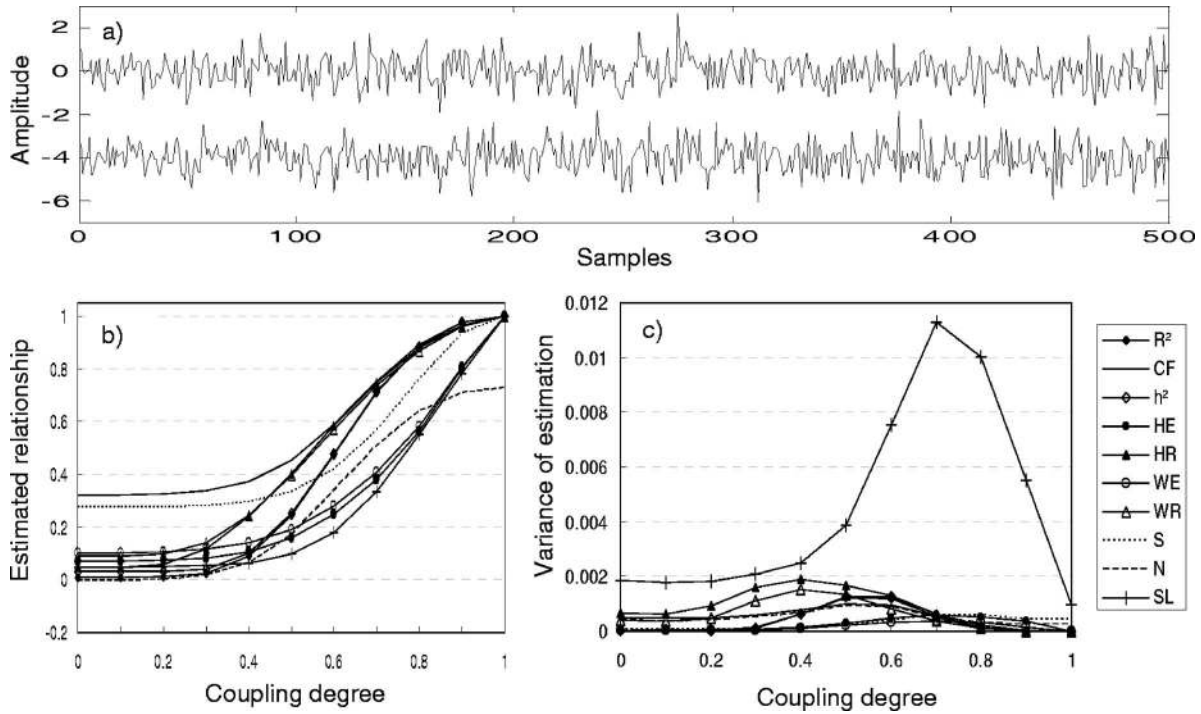 a)
2
0
-2
-4
-6
Amplitude
0 100 200 300 400 500
Samples
b)
1
0.8
0.6
0.4
0.2
0
-0.2
Estimated relationship
0 0.2 0.4 0.6 0.8 1
Coupling degree
c)
0.012
0.01
0.008
0.006
0.004
0.002
0
Variance of estimation
0 0.2 0.4 0.6 0.8 1
Coupling degree
R²
CF
h²
HE
HR
WE
WR
S
N
SL